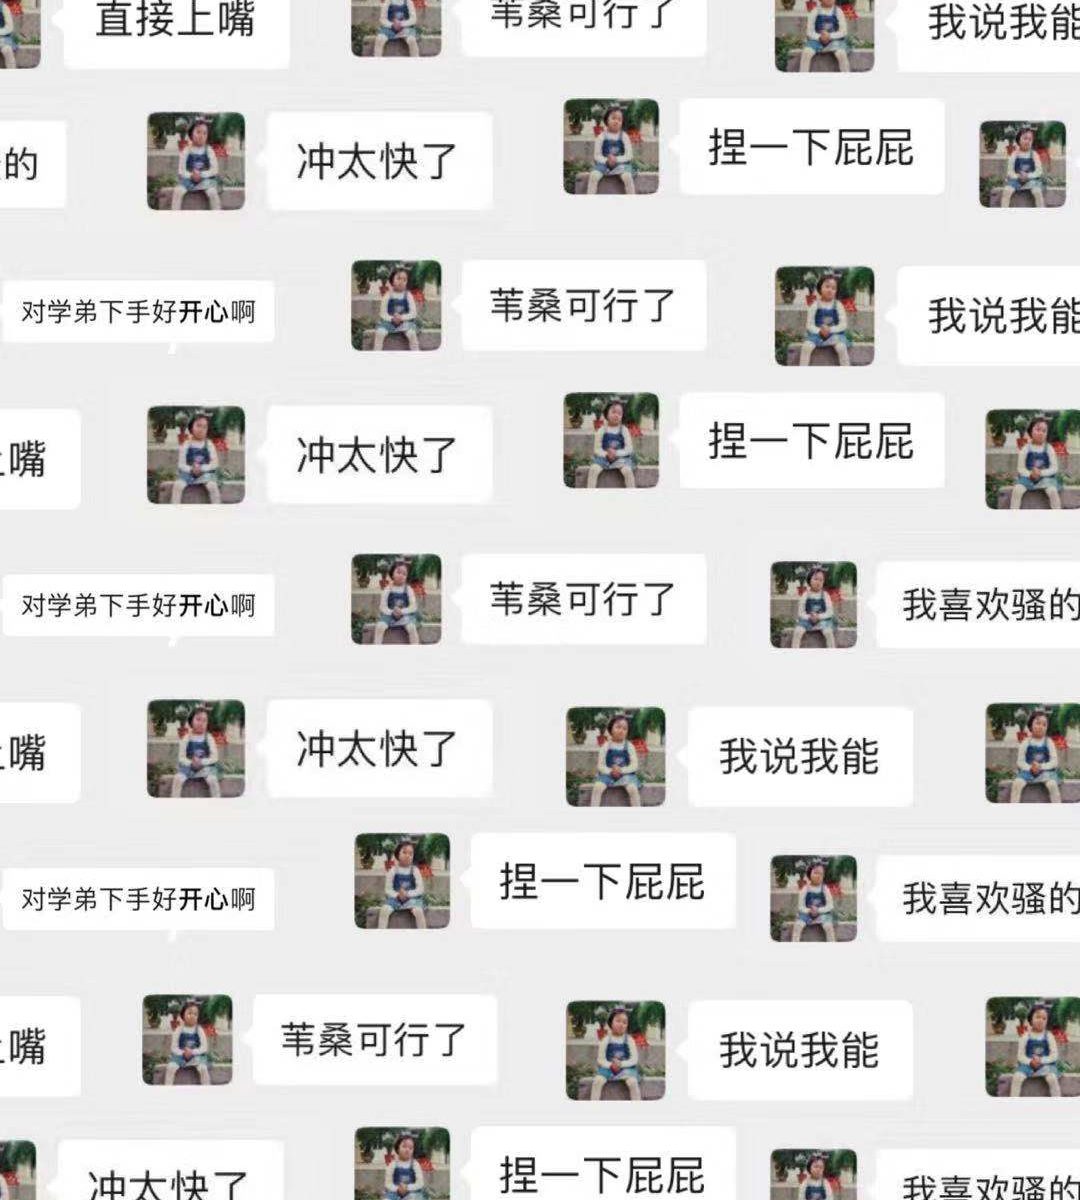 直接上嘴
苇桑可行了
我说我能
的
冲太快了
捏一下屁屁
对学弟下手好开心啊
苇桑可行了
我说我能
上嘴
冲太快了
捏一下屁屁
对学弟下手好开心啊
苇桑可行了
我喜欢骚的
上嘴
冲太快了
我说我能
对学弟下手好开心啊
捏一下屁屁
我喜欢骚的
上嘴
苇桑可行了
我说我能
冲太快了
捏一下屁屁
我喜欢骚的